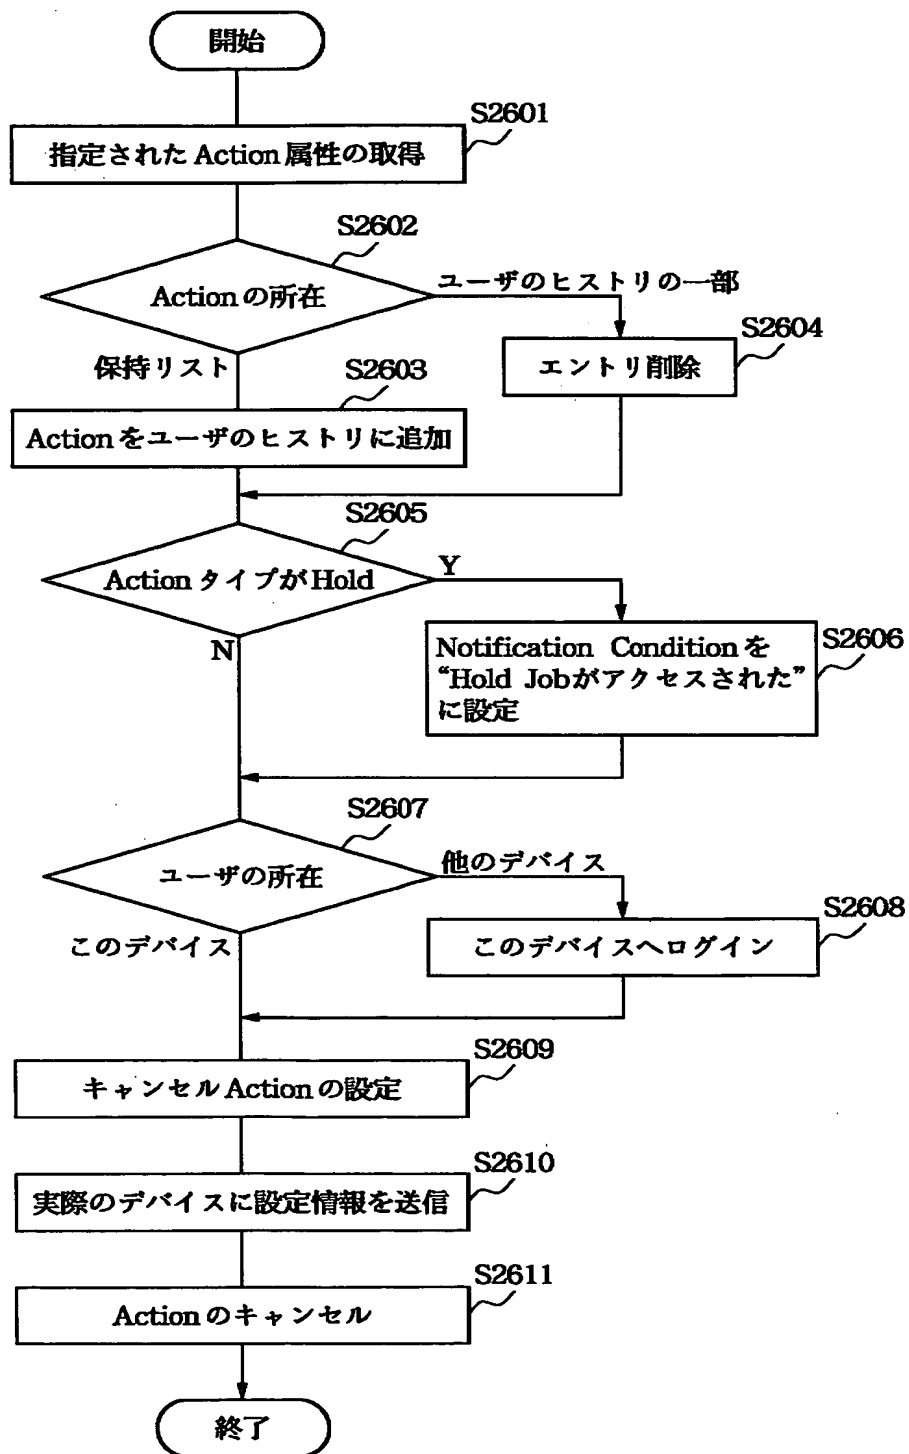 開始
S2601
指定された Action 属性の取得
S2602
Actionの所在
ユーザのヒストリの一部
S2604
エントリ削除
保持リスト
S2603
Actionをユーザのヒストリに追加
S2605
ActionタイプがHold
Y
N
S2606
Notification Conditionを
“Hold Jobがアクセスされた”
に設定
S2607
ユーザの所在
他のデバイス
S2608
このデバイスへログイン
このデバイス
S2609
キャンセルActionの設定
S2610
実際のデバイスに設定情報を送信
S2611
Actionのキャンセル
終了